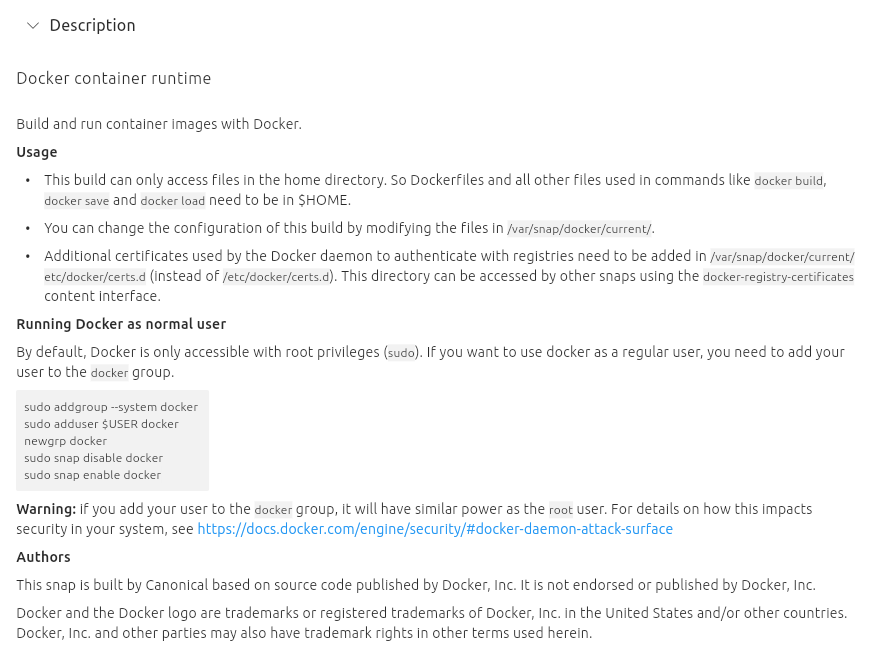 Description
Docker container runtime
Build and run container images with Docker.
Usage
• This build can only access files in the home directory. So Dockerfiles and all other files used in commands like docker build,
docker save and docker load need to be in $HOME.
• You can change the configuration of this build by modifying the files in /var/snap/docker/current/.
• Additional certificates used by the Docker daemon to authenticate with registries need to be added in /var/snap/docker/current/
etc/docker/certs.d (instead of /etc/docker/certs.d). This directory can be accessed by other snaps using the docker-registry-certificates
content interface.
Running Docker as normal user
By default, Docker is only accessible with root privileges (sudo). If you want to use docker as a regular user, you need to add your
user to the docker group.
sudo addgroup --system docker
sudo adduser $USER docker
newgrp docker
sudo snap disable docker
sudo snap enable docker
Warning: if you add your user to the docker group, it will have similar power as the root user. For details on how this impacts
security in your system, see https://docs.docker.com/engine/security/#docker-daemon-attack-surface
Authors
This snap is built by Canonical based on source code published by Docker, Inc. It is not endorsed or published by Docker, Inc.
Docker and the Docker logo are trademarks or registered trademarks of Docker, Inc. in the United States and/or other countries.
Docker, Inc. and other parties may also have trademark rights in other terms used herein.